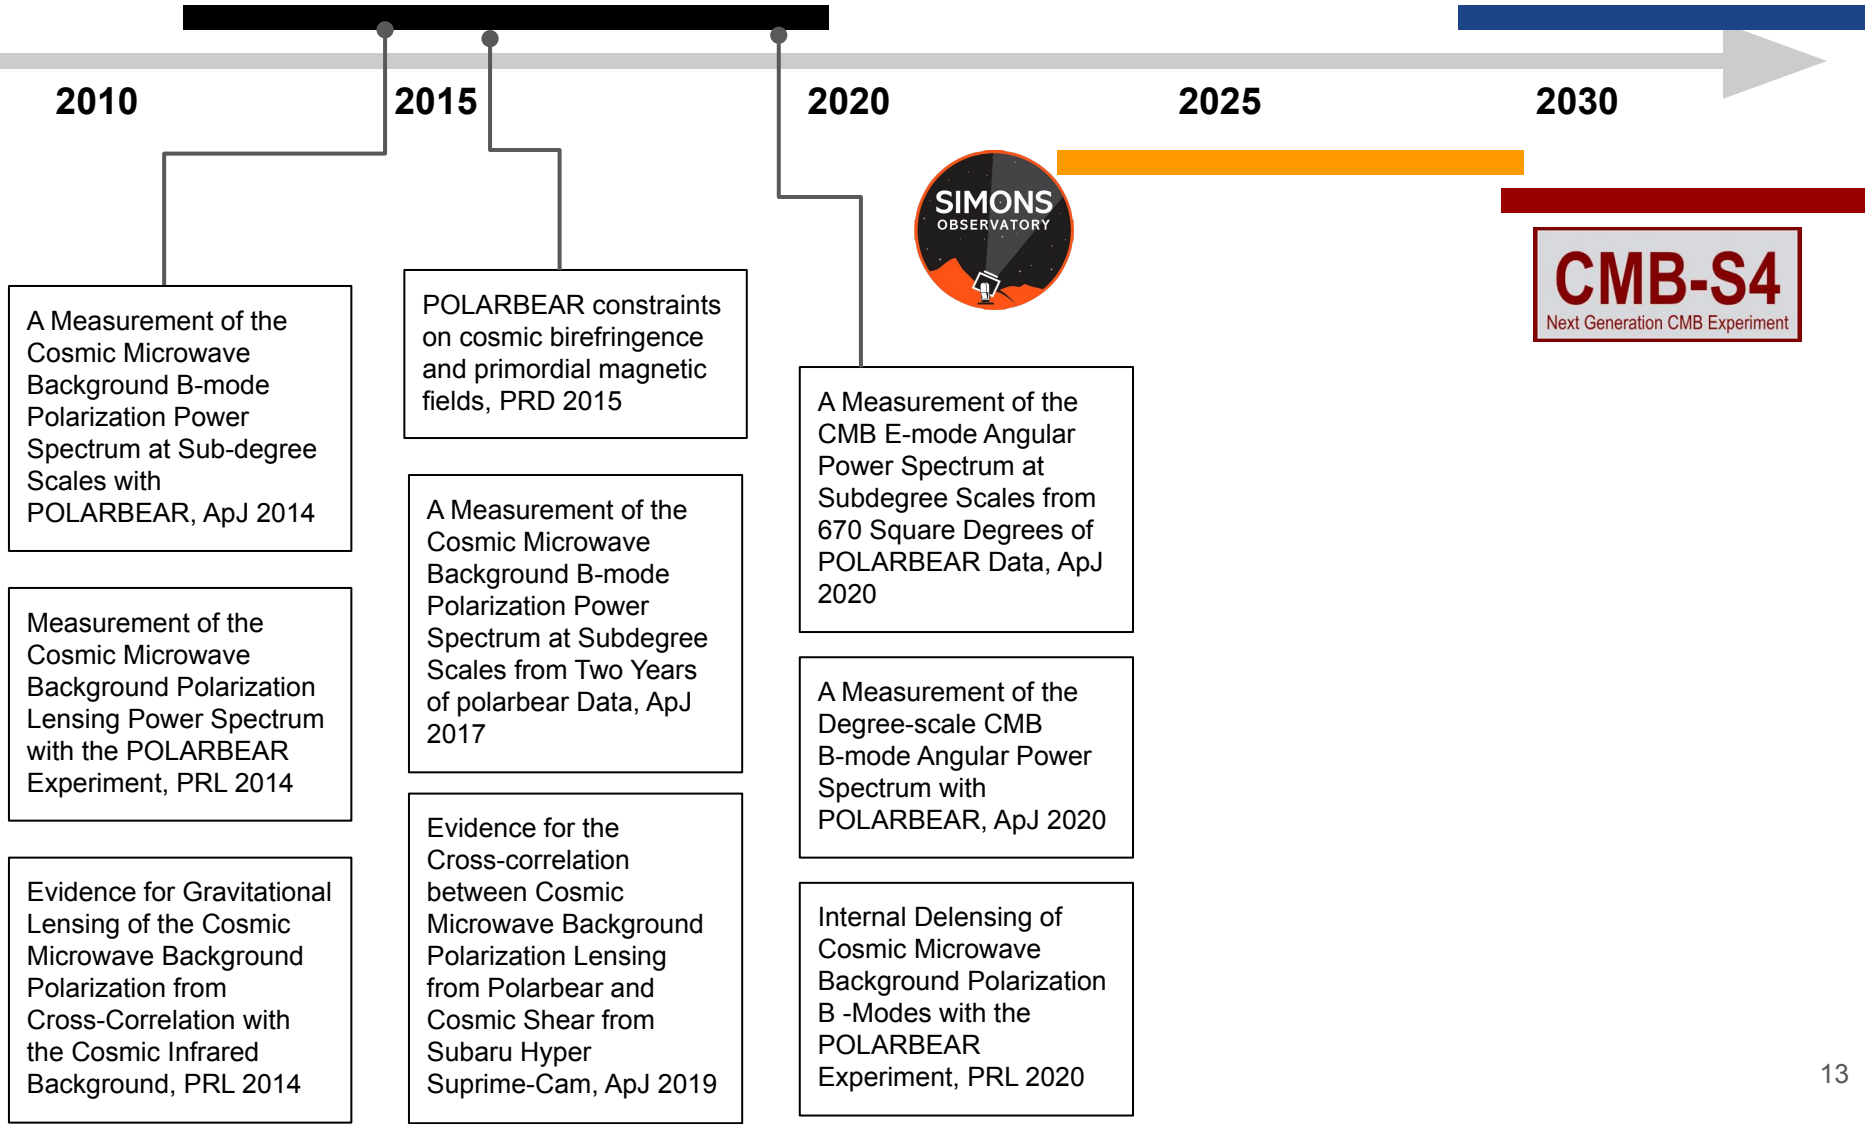 2010
2015
2020
2025
2030
SIMONS
OBSERVATORY
CMB-S4
Next Generation CMB Experiment
A Measurement of the
Cosmic Microwave
Background B-mode
Polarization Power
Spectrum at Sub-degree
Scales with
POLARBEAR, ApJ 2014
Measurement of the
Cosmic Microwave
Background Polarization
Lensing Power Spectrum
with the POLARBEAR
Experiment, PRL 2014
Evidence for Gravitational
Lensing of the Cosmic
Microwave Background
Polarization from
Cross-Correlation with
the Cosmic Infrared
Background, PRL 2014
POLARBEAR constraints
on cosmic birefringence
and primordial magnetic
fields, PRD 2015
A Measurement of the
Cosmic Microwave
Background B-mode
Polarization Power
Spectrum at Subdegree
Scales from Two Years
of polarbear Data, ApJ
2017
Evidence for the
Cross-correlation
between Cosmic
Microwave Background
Polarization Lensing
from Polarbear and
Cosmic Shear from
Subaru Hyper
Suprime-Cam, ApJ 2019
A Measurement of the
CMB E-mode Angular
Power Spectrum at
Subdegree Scales from
670 Square Degrees of
POLARBEAR Data, ApJ
2020
A Measurement of the
Degree-scale CMB
B-mode Angular Power
Spectrum with
POLARBEAR, ApJ 2020
Internal Delensing of
Cosmic Microwave
Background Polarization
B -Modes with the
POLARBEAR
Experiment, PRL 2020
13